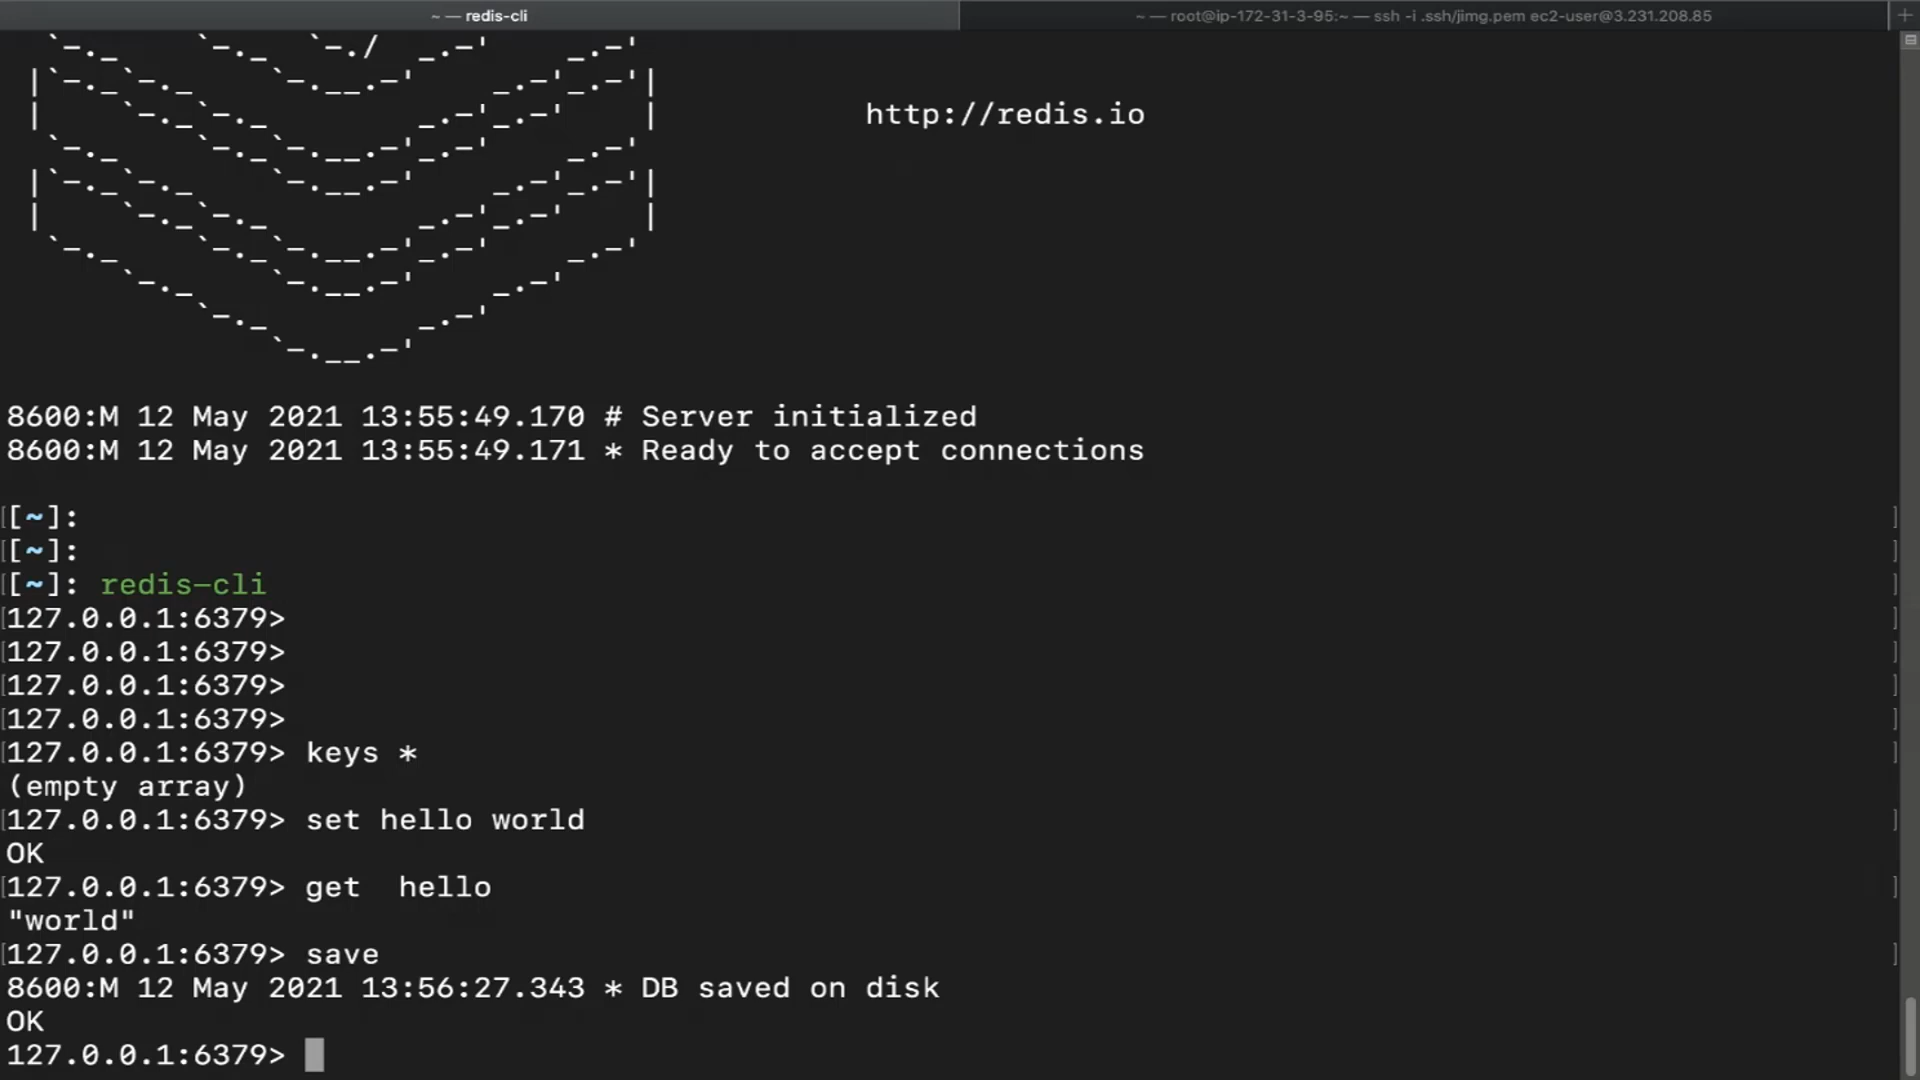 ~ — redis-cli
~ — root@ip-172-31-3-95:~ — ssh -i .ssh/jimg.pem ec2-user@3.231.208.85
http://redis.io
8600:M 12 May 2021 13:55:49.170 # Server initialized
8600:M 12 May 2021 13:55:49.171 * Ready to accept connections
[~]:
[~]:
[~]: redis-cli
127.0.0.1:6379>
127.0.0.1:6379>
127.0.0.1:6379>
127.0.0.1:6379>
127.0.0.1:6379> keys *
(empty array)
127.0.0.1:6379> set hello world
OK
127.0.0.1:6379> get  hello
"world"
127.0.0.1:6379> save
8600:M 12 May 2021 13:56:27.343 * DB saved on disk
OK
127.0.0.1:6379>